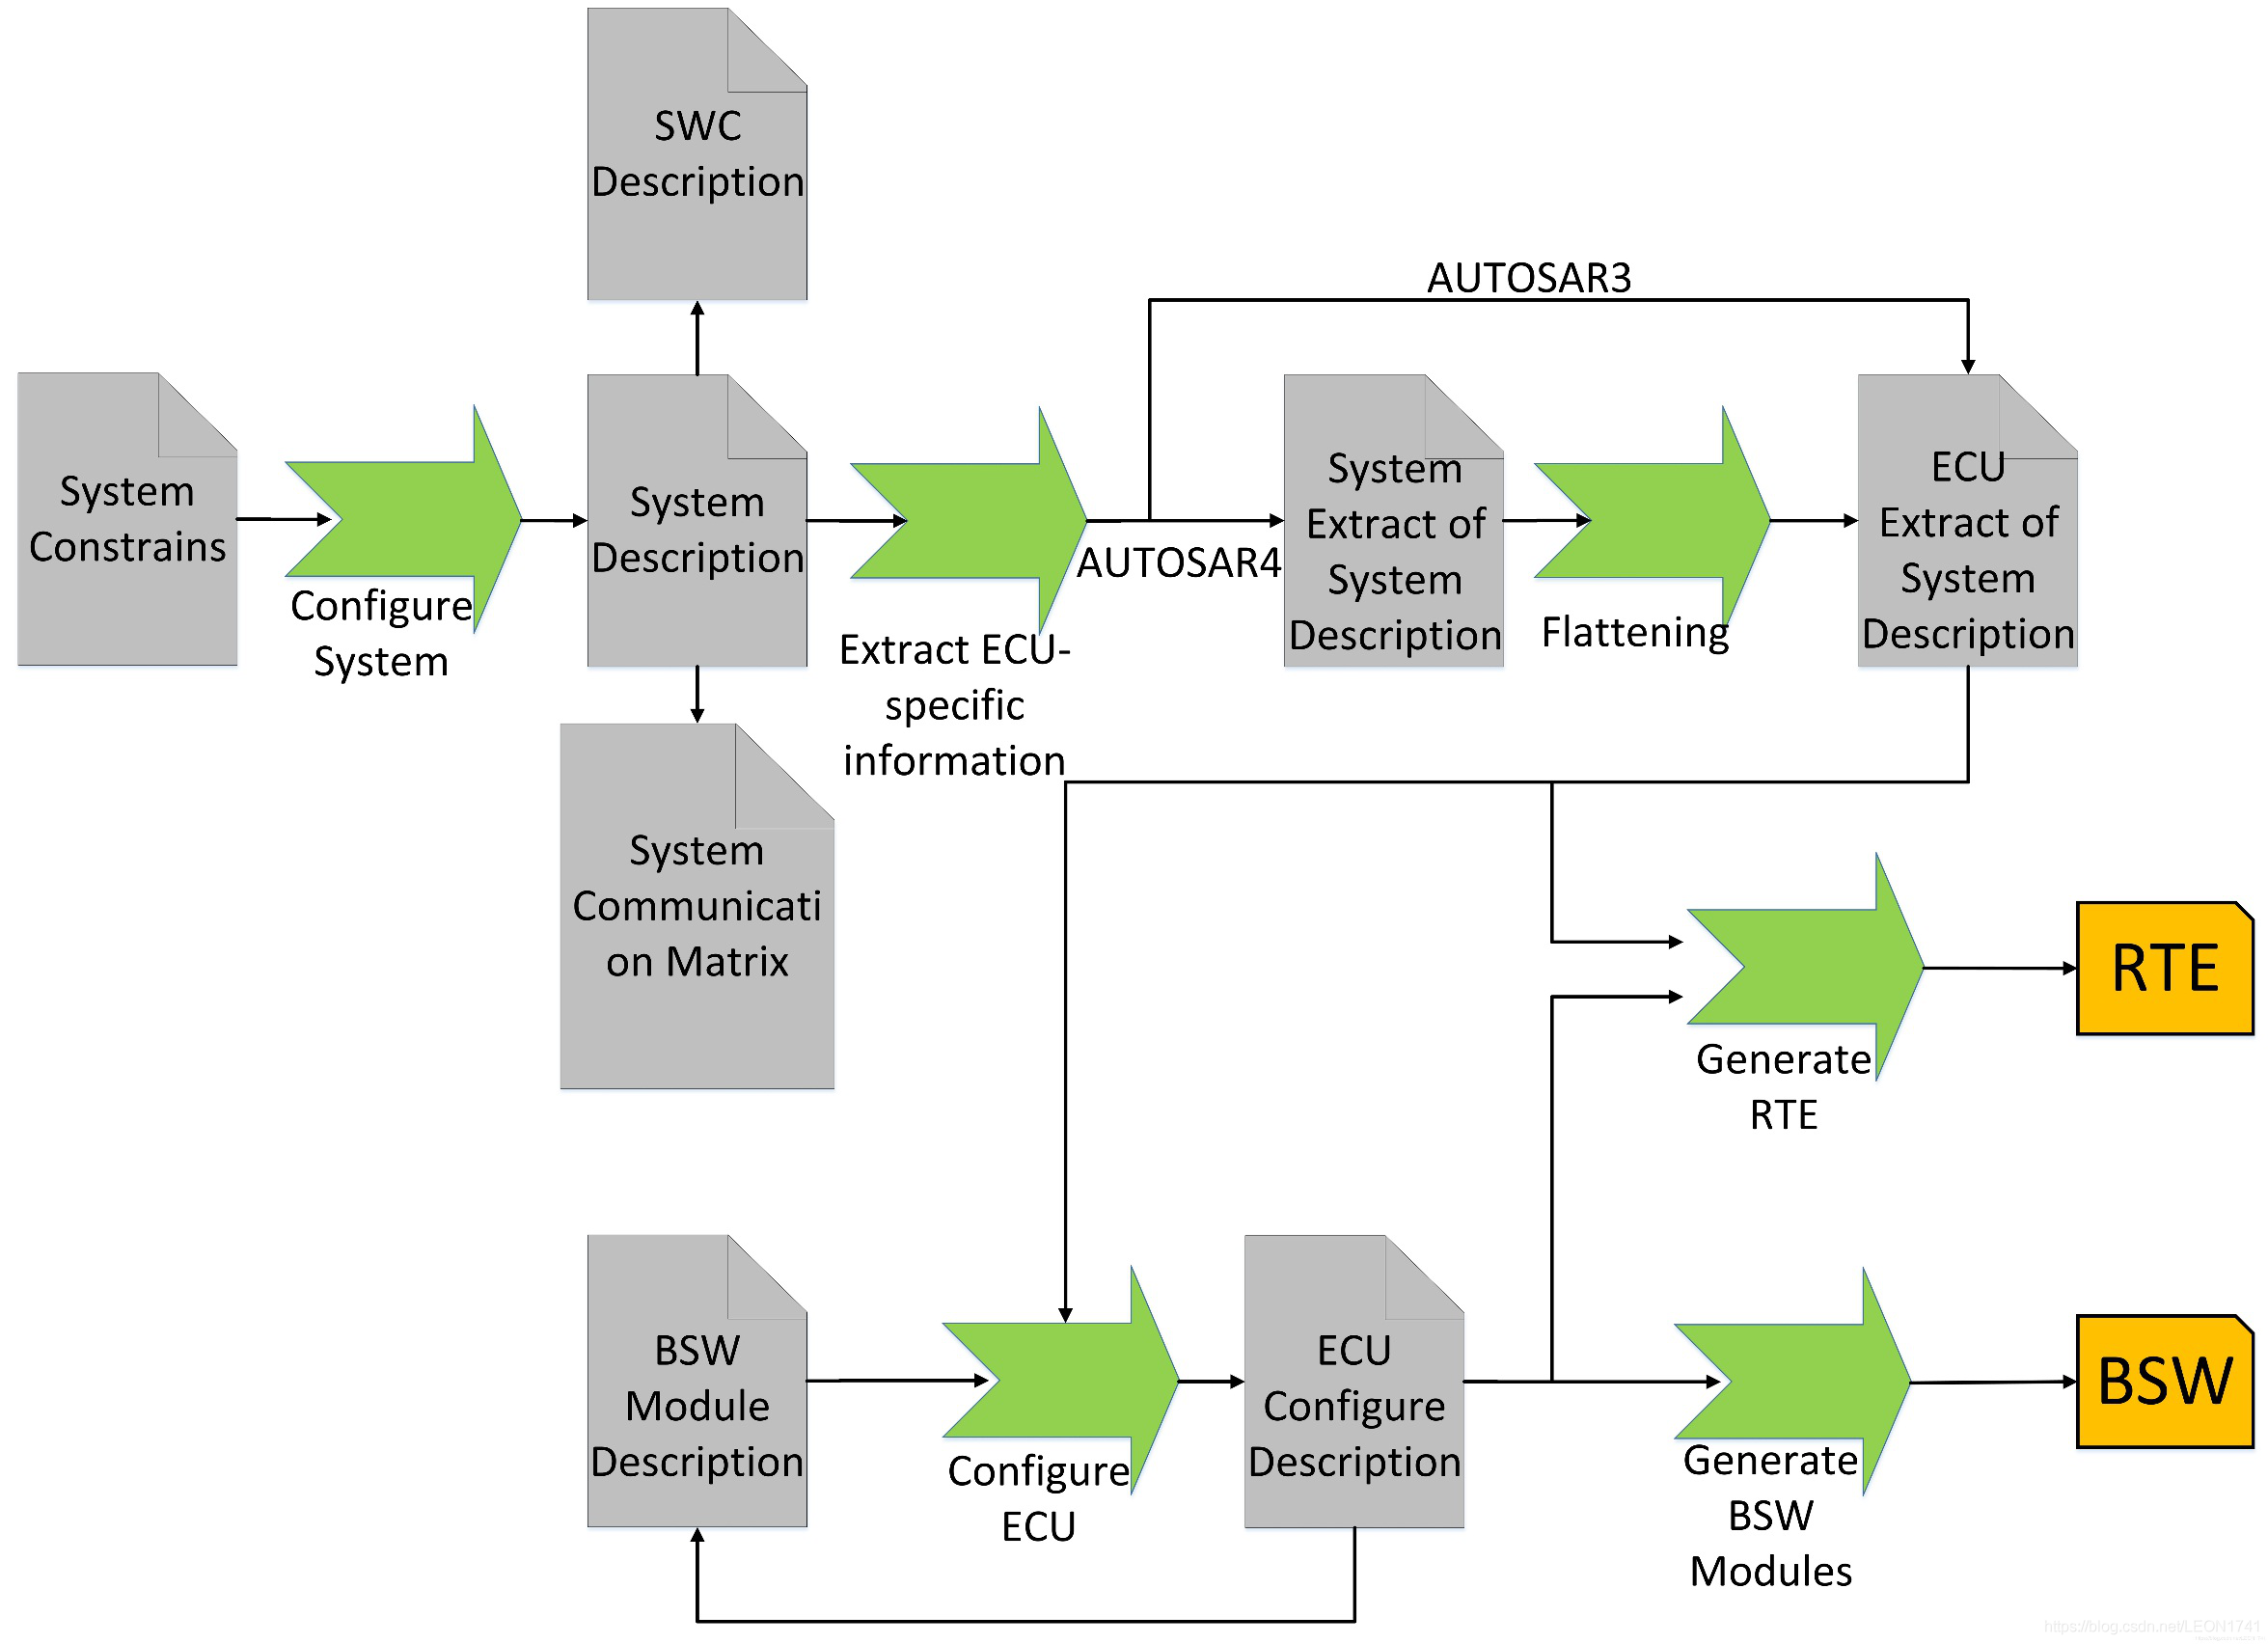 SWC
Description
AUTOSAR3
System
Constrains
Configure
System
System
Description
Extract ECU-
specific
information
AUTOSAR4
System
Extract of
System
Description
Flattening
ECU
Extract of
System
Description
System
Communicati
on Matrix
Generate
RTE
RTE
BSW
Module
Description
Configure
ECU
ECU
Configure
Description
Generate
BSW
Modules
BSW
https://blog.csdn.net/LEON1741